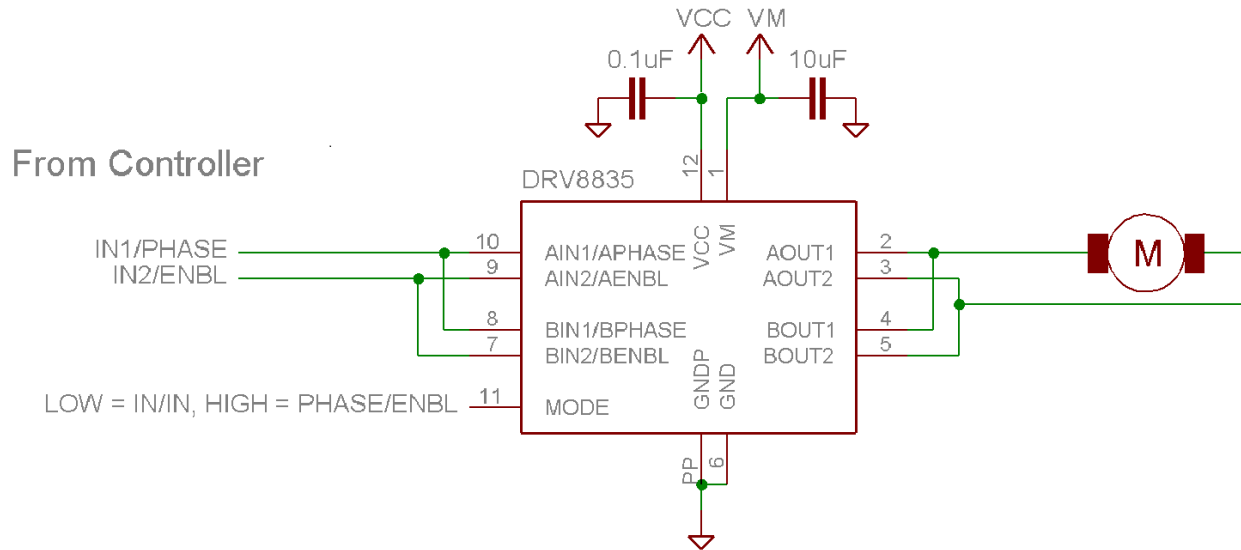 VCC VM
0.1uF 10uF
From Controller
12 1
DRV8835
VCC VM
IN1/PHASE 10 AIN1/APHASE AOUT1 2
IN2/ENBL 9 AIN2/AENBL AOUT2 3
M
8 BIN1/BPHASE BOUT1 4
7 BIN2/BENBL BOUT2 5
GNDP GND
LOW = IN/IN, HIGH = PHASE/ENBL 11 MODE
PP 6